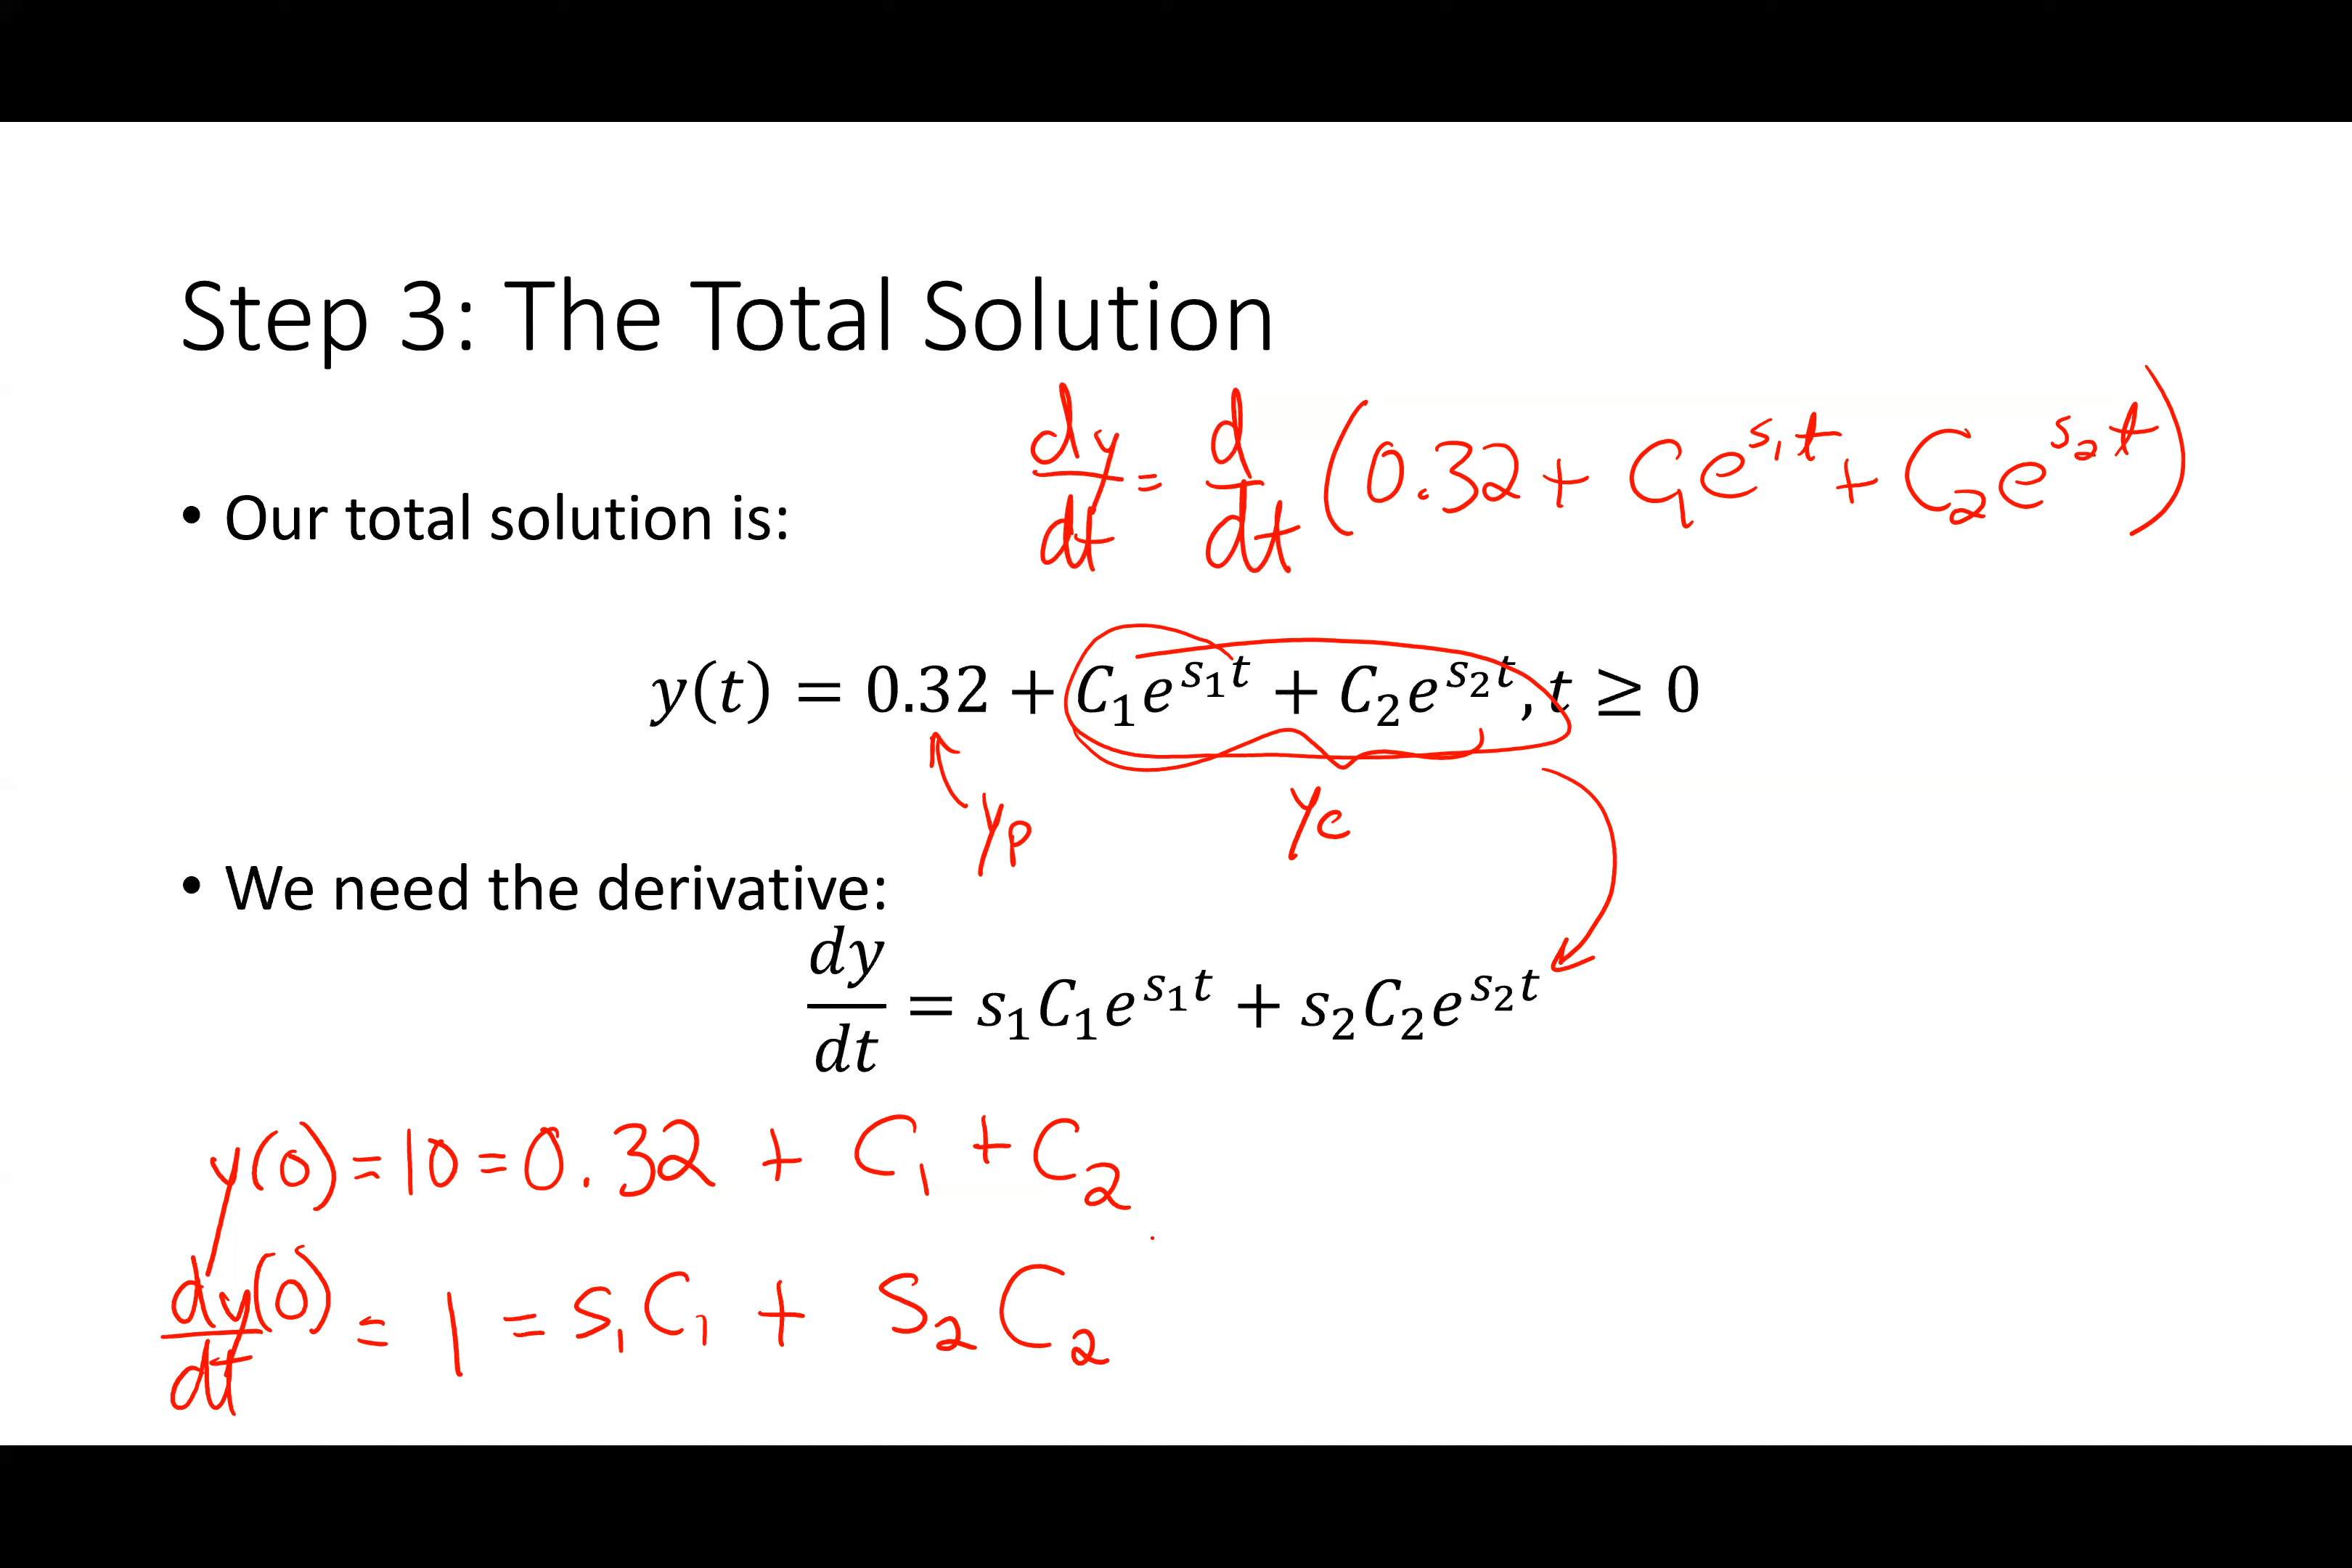 Step 3: The Total Solution
dy/dt = d/dt (0.32 + C₁e^{s₁t} + C₂e^{s₂t})
• Our total solution is:
y(t) = 0.32 + C₁e^{s₁t} + C₂e^{s₂t}, t ≥ 0
yp yc
• We need the derivative:
dy/dt = s₁C₁e^{s₁t} + s₂C₂e^{s₂t}
y(0) = 10 = 0.32 + C₁ + C₂
dy(0)/dt = 1 = s₁C₁ + s₂C₂